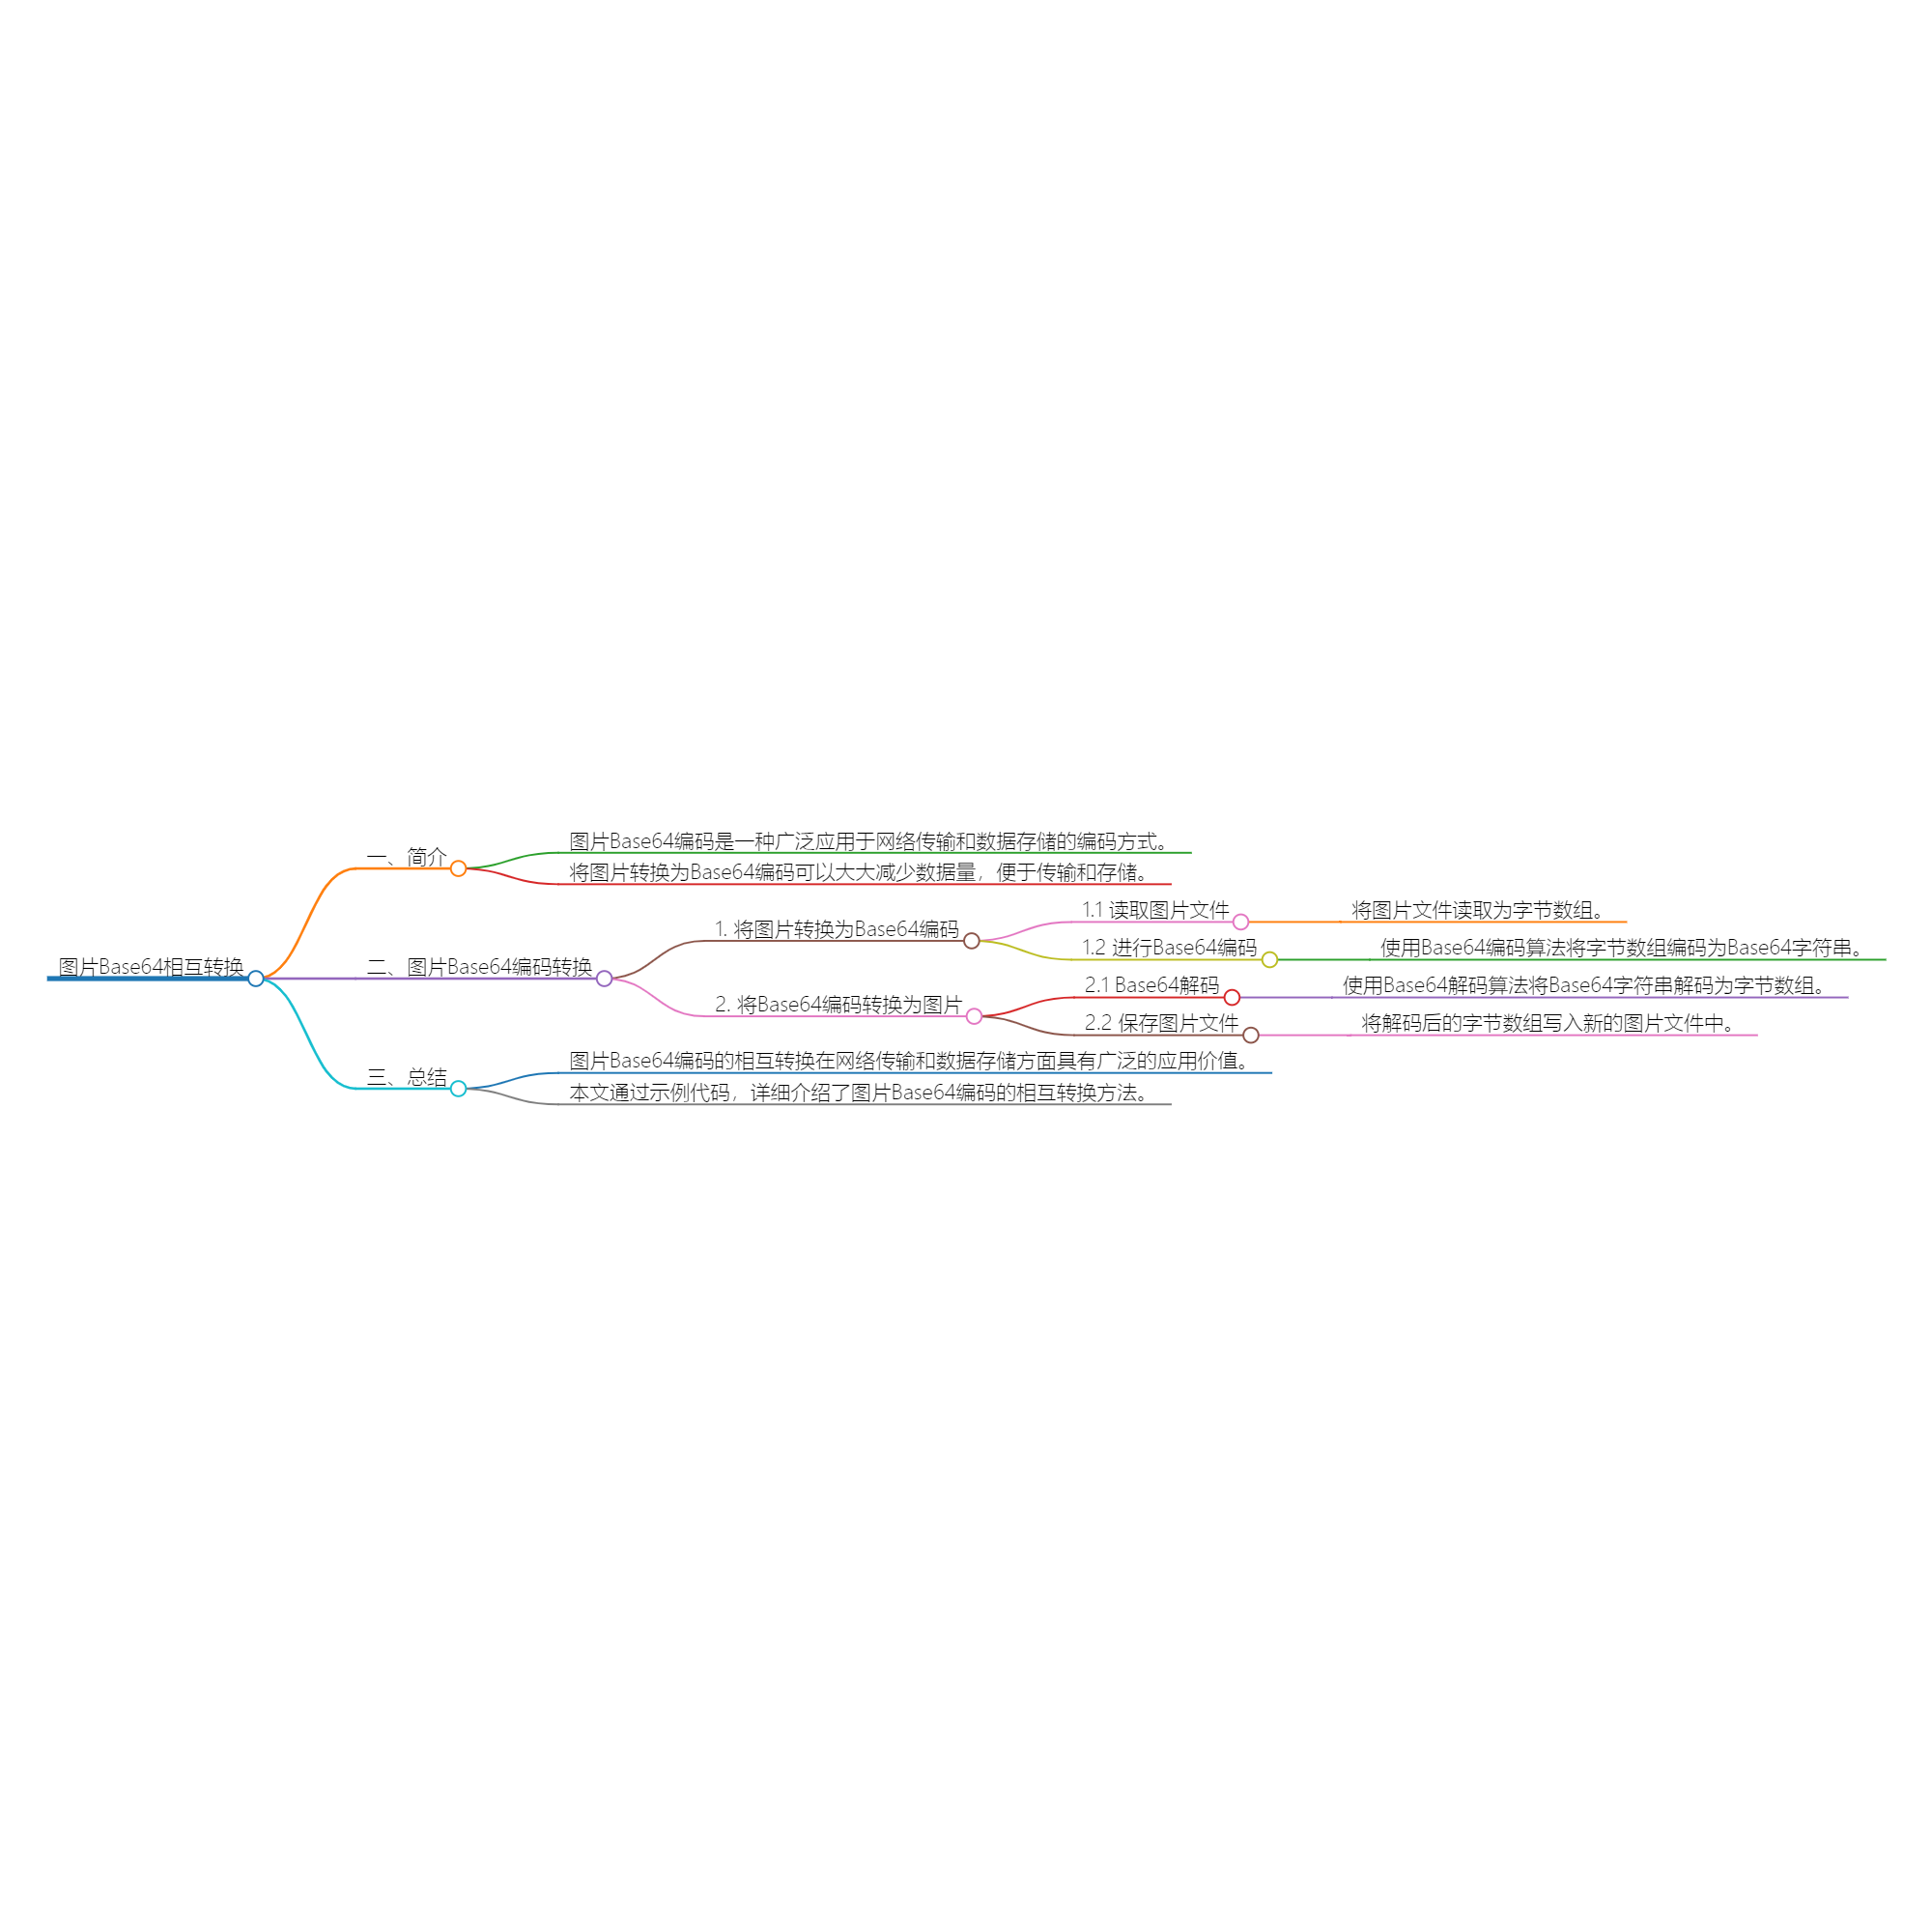 图片Base64相互转换
一、简介
图片Base64编码是一种广泛应用于网络传输和数据存储的编码方式。
将图片转换为Base64编码可以大大减少数据量，便于传输和存储。
二、图片Base64编码转换
1. 将图片转换为Base64编码
1.1 读取图片文件
将图片文件读取为字节数组。
1.2 进行Base64编码
使用Base64编码算法将字节数组编码为Base64字符串。
2. 将Base64编码转换为图片
2.1 Base64解码
使用Base64解码算法将Base64字符串解码为字节数组。
2.2 保存图片文件
将解码后的字节数组写入新的图片文件中。
三、总结
图片Base64编码的相互转换在网络传输和数据存储方面具有广泛的应用价值。
本文通过示例代码，详细介绍了图片Base64编码的相互转换方法。